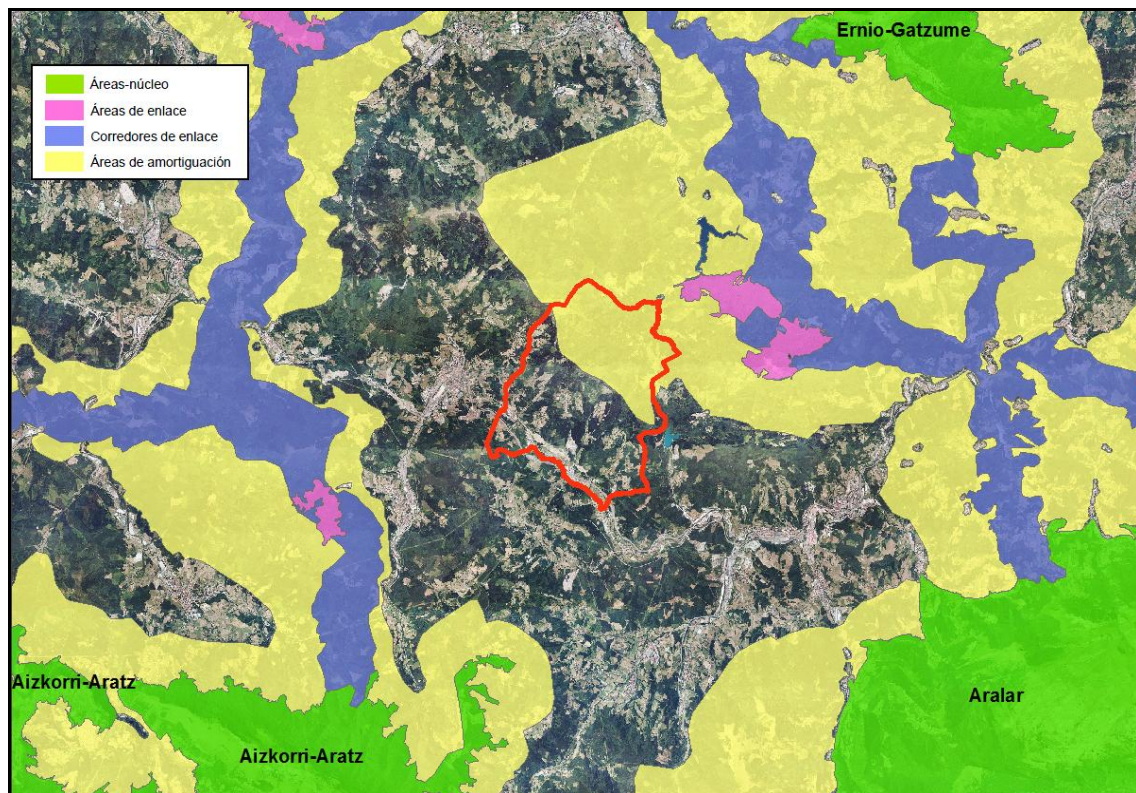 Ernio-Gatzume
Áreas-núcleo
Áreas de enlace
Corredores de enlace
Áreas de amortiguación
Aizkorri-Aratz
Aralar
Aizkorri-Aratz